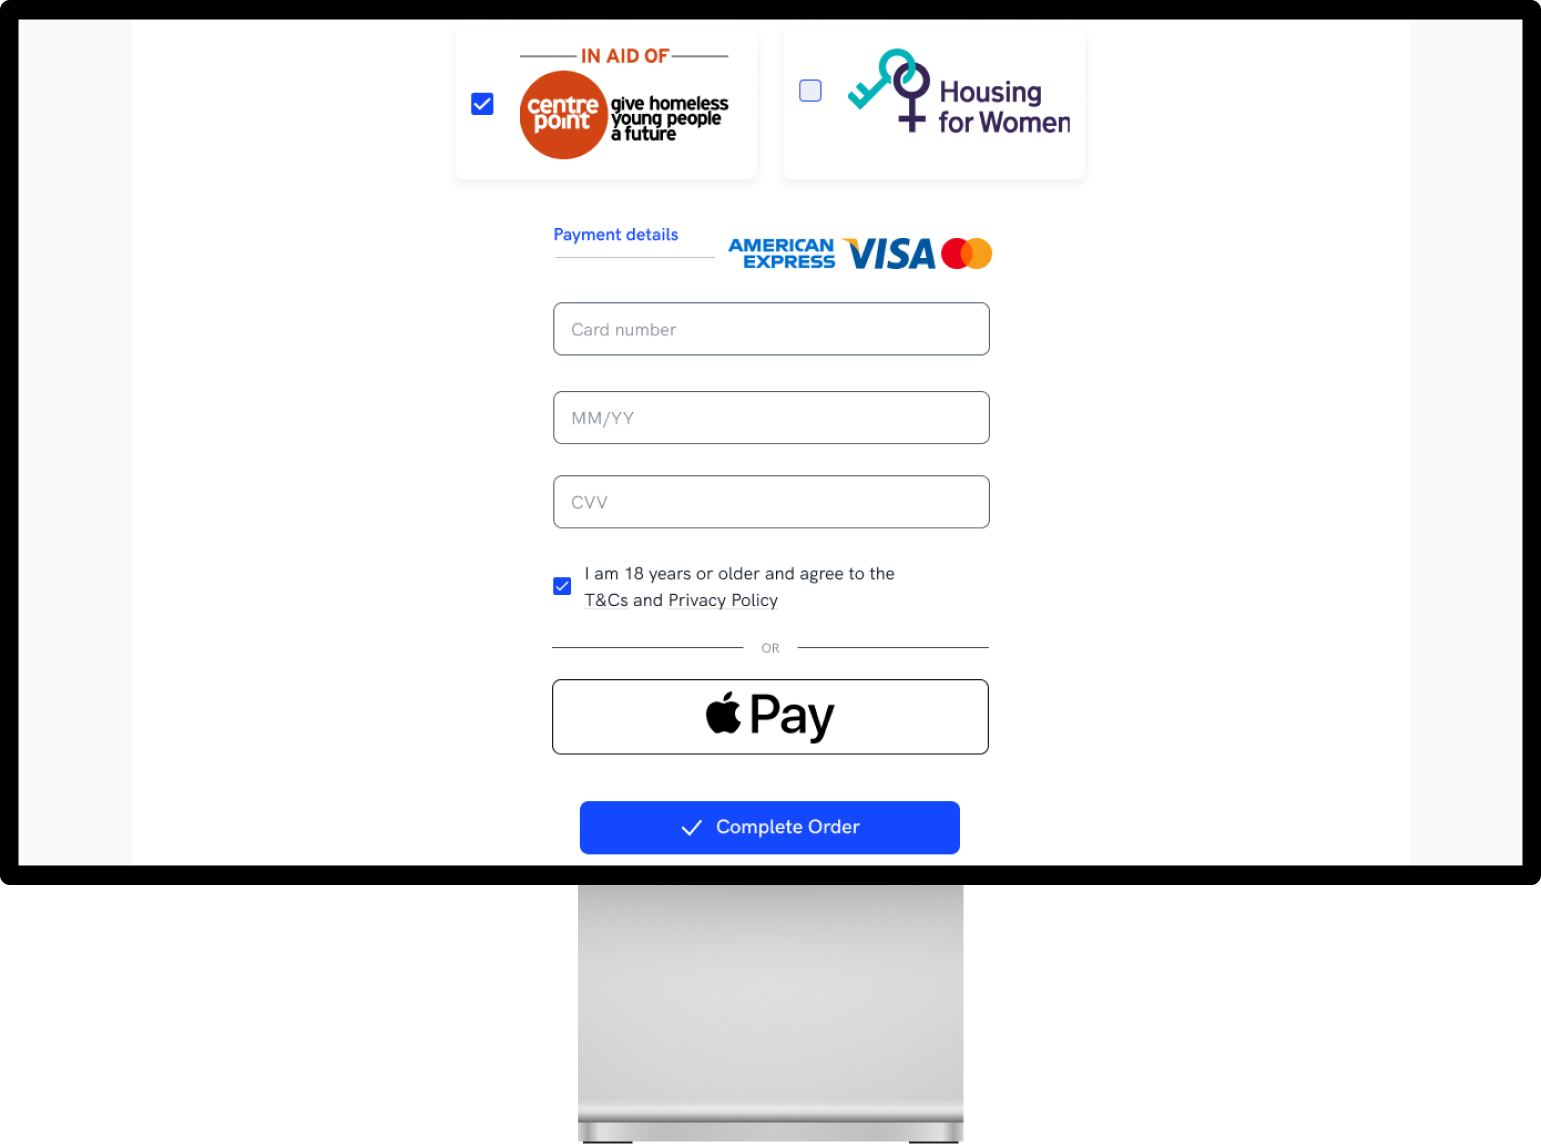 IN AID OF
centre
point
give homeless
young people
a future
Housing
for Women
Payment details
AMERICAN
EXPRESS
VISA
Card number
MM/YY
CVV
I am 18 years or older and agree to the
T&Cs and Privacy Policy
OR
Pay
Complete Order